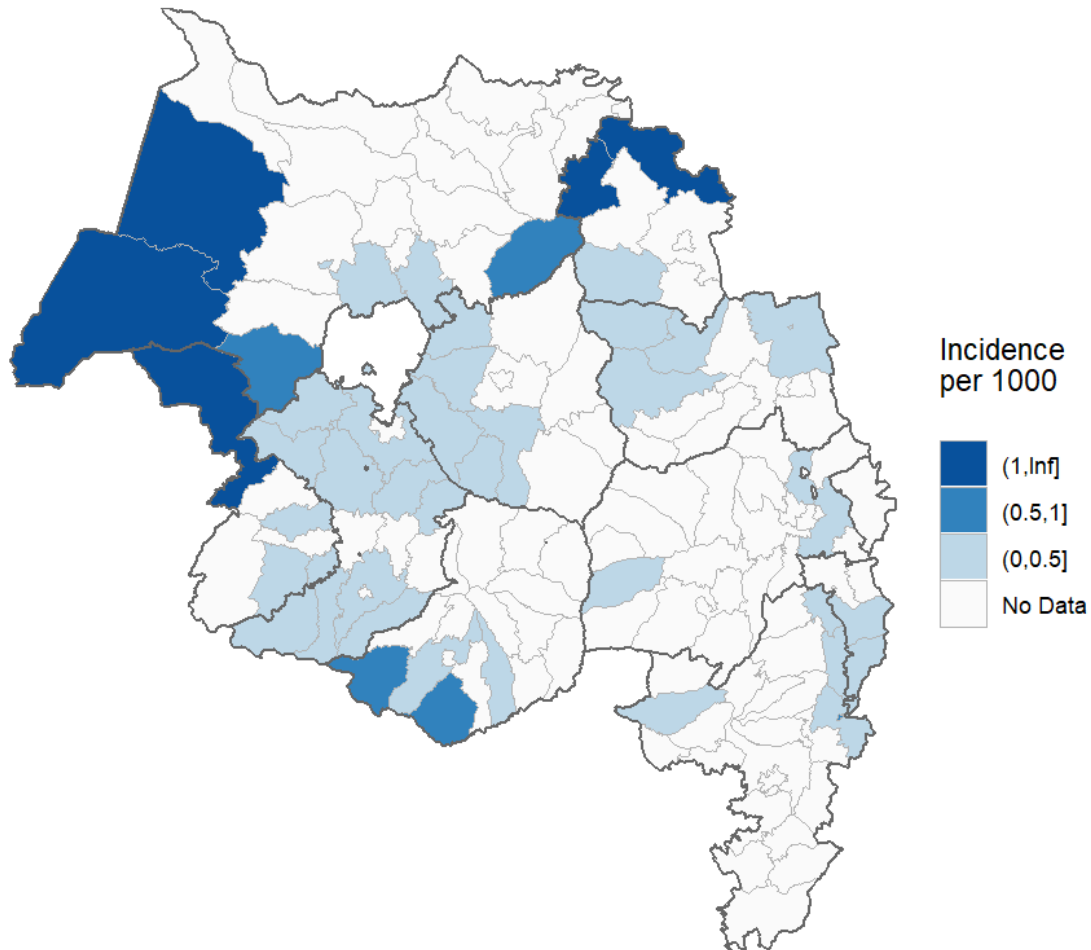 Incidence
per 1000
(1,Inf]
(0.5,1]
(0,0.5]
No Data